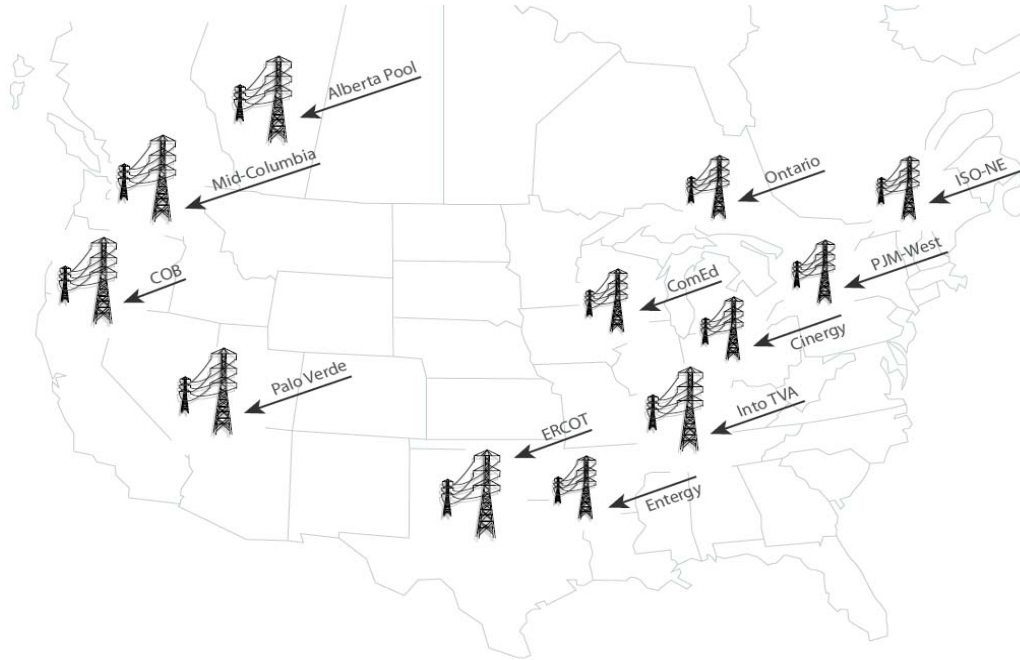 Alberta Pool
Mid-Columbia
Ontario
ISO-NE
COB
ComEd
PJM-West
Cinergy
Palo Verde
Into TVA
ERCOT
Entergy